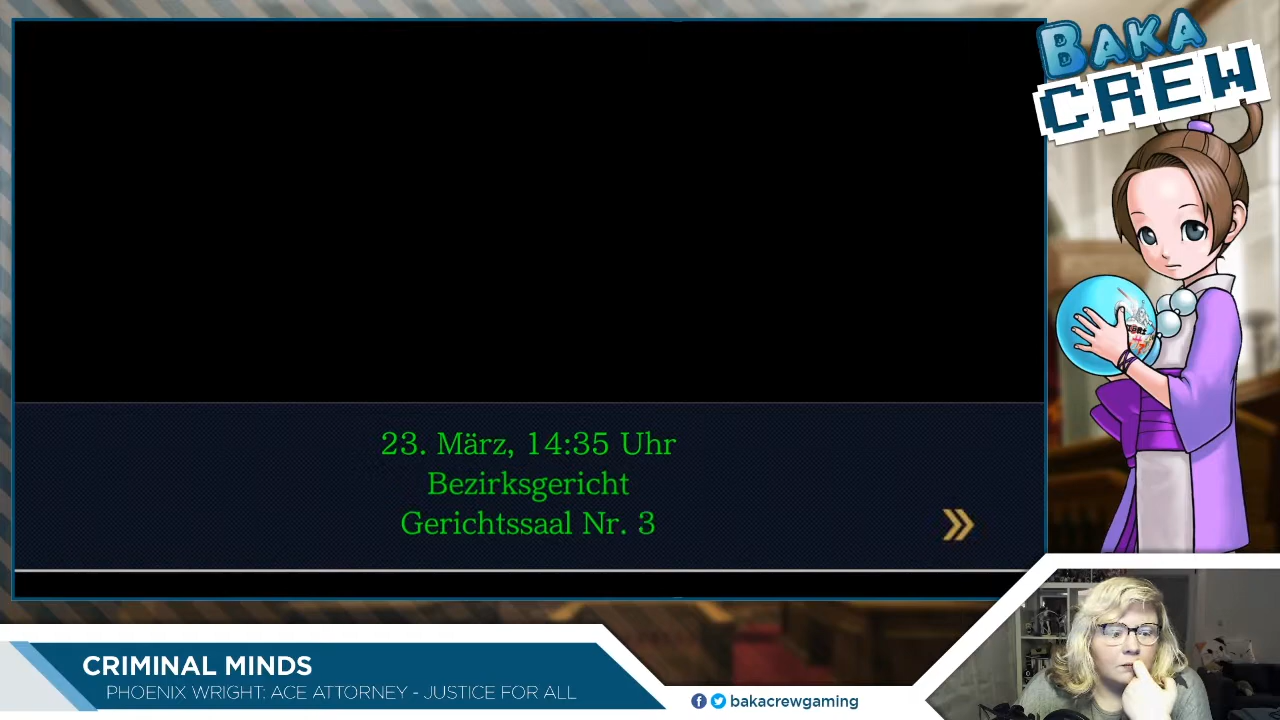 BAKA
CREW
23. März, 14:35 Uhr
Bezirksgericht
Gerichtssaal Nr. 3
CRIMINAL MINDS
PHOENIX WRIGHT: ACE ATTORNEY - JUSTICE FOR ALL
bakacrewgaming